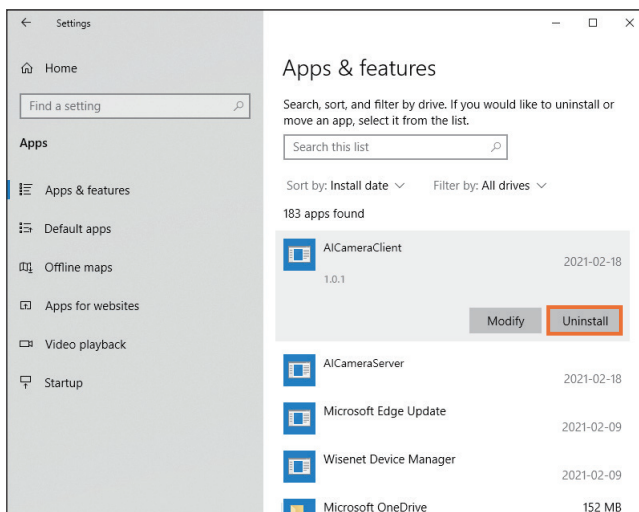 Settings
Home
Find a setting
Apps
Apps & features
Default apps
Offline maps
Apps for websites
Video playback
Startup
Apps & features
Search, sort, and filter by drive. If you would like to uninstall or
move an app, select it from the list.
Search this list
Sort by: Install date Filter by: All drives
183 apps found
AICameraClient
2021-02-18
1.0.1
Modify Uninstall
AICameraServer
2021-02-18
Microsoft Edge Update
2021-02-09
Wisenet Device Manager
2021-02-09
Microsoft OneDrive 152 MB